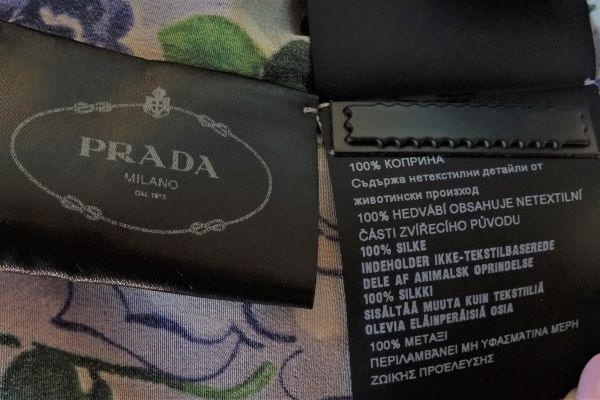 PRADA
MILANO
DAL 1913
100% КОПРИНА
Съдържа нетекстилни детайли от
животински произход
100% HEDVÁBÍ OBSAHUJE NETEXTILNÍ
ČÁSTI ZVÍŘECÍHO PŮVODU
100% SILKE
INDEHOLDER IKKE-TEKSTILBASEREDE
DELE AF ANIMALSK OPRINDELSE
100% SILKKI
SISÄLTÄÄ MUUTA KUIN TEKSTIILIÄ
OLEVIA ELÄINPERÄISIÄ OSIA
100% ΜΕΤΑΞΙ
ΠΕΡΙΛΑΜΒΑΝΕΙ ΜΗ ΥΦΑΣΜΑΤΙΝΑ ΜΕΡΗ
ΖΩΙΚΗΣ ΠΡΟΕΛΕΥΣΗΣ